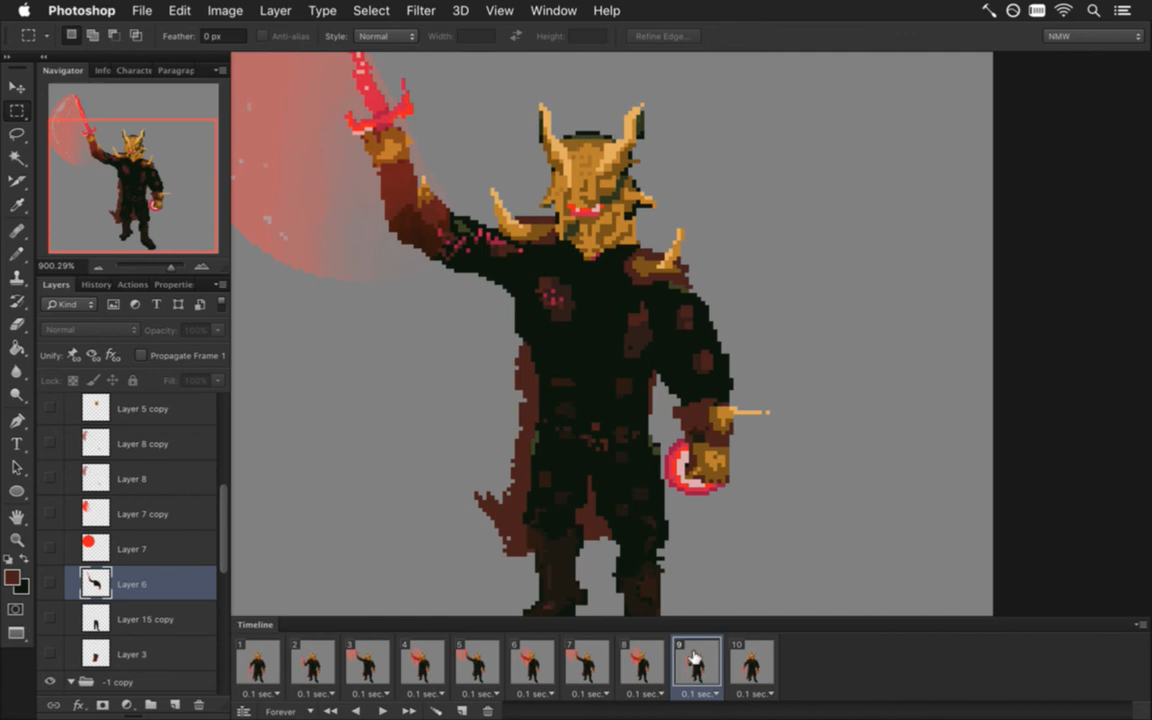 Photoshop File Edit Image Layer Type Select Filter 3D View Window Help
Feather: 0 px Anti-alias Style: Normal Width: Height: Refine Edge... NMW
Navigator Info Characte Paragrap
900.29%
Layers History Actions Propertie
Kind
Normal Opacity: 100%
Unify: Propagate Frame 1
Lock: Fill: 100%
Layer 5 copy
Layer 8 copy
Layer 8
Layer 7 copy
Layer 7
Layer 6
Layer 15 copy
Layer 3
-1 copy
Timeline
1 2 3 4 5 6 7 8 9 10
0.1 sec. 0.1 sec. 0.1 sec. 0.1 sec. 0.1 sec. 0.1 sec. 0.1 sec. 0.1 sec. 0.1 sec. 0.1 sec.
Forever